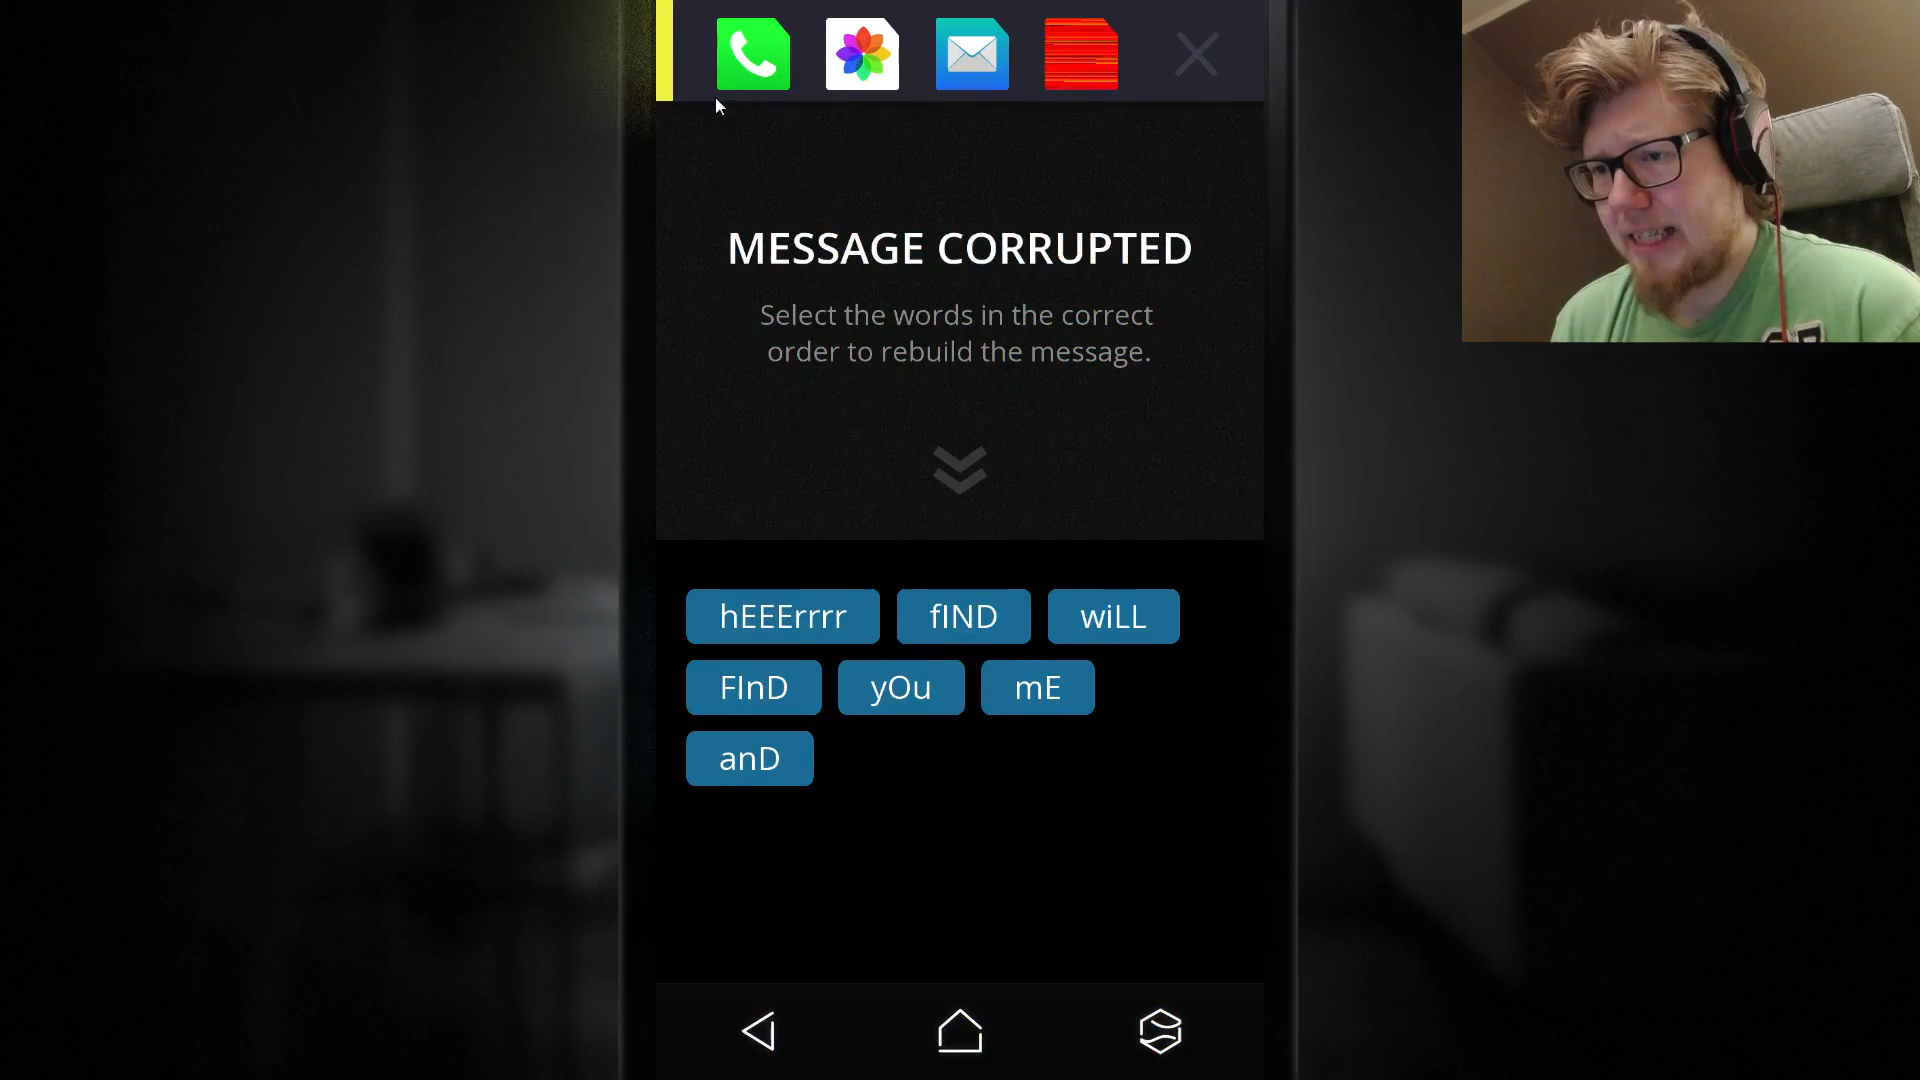 MESSAGE CORRUPTED
Select the words in the correct
order to rebuild the message.
hEEErrrr fIND wiLL
FInD yOu mE
anD